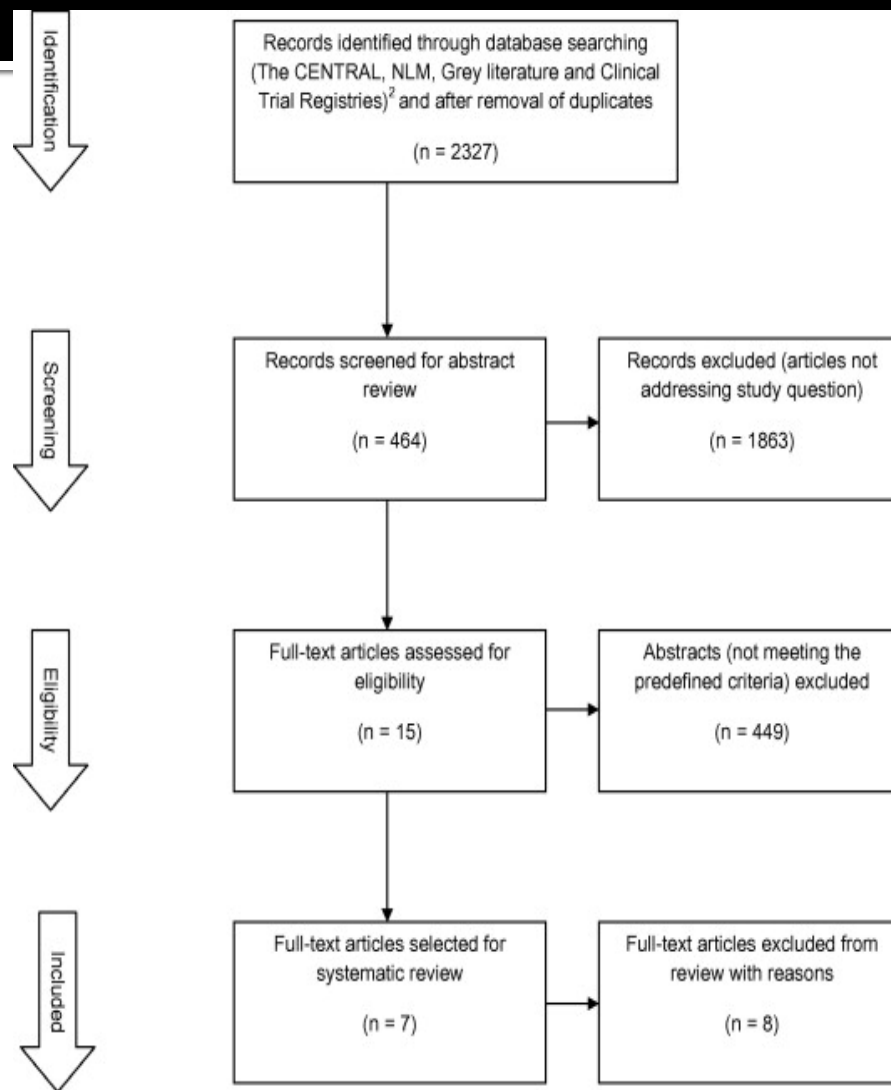 Identification
Records identified through database searching
(The CENTRAL, NLM, Grey literature and Clinical
Trial Registries)² and after removal of duplicates
(n = 2327)
Screening
Records screened for abstract
review
(n = 464)
Records excluded (articles not
addressing study question)
(n = 1863)
Eligibility
Full-text articles assessed for
eligibility
(n = 15)
Abstracts (not meeting the
predefined criteria) excluded
(n = 449)
Included
Full-text articles selected for
systematic review
(n = 7)
Full-text articles excluded from
review with reasons
(n = 8)